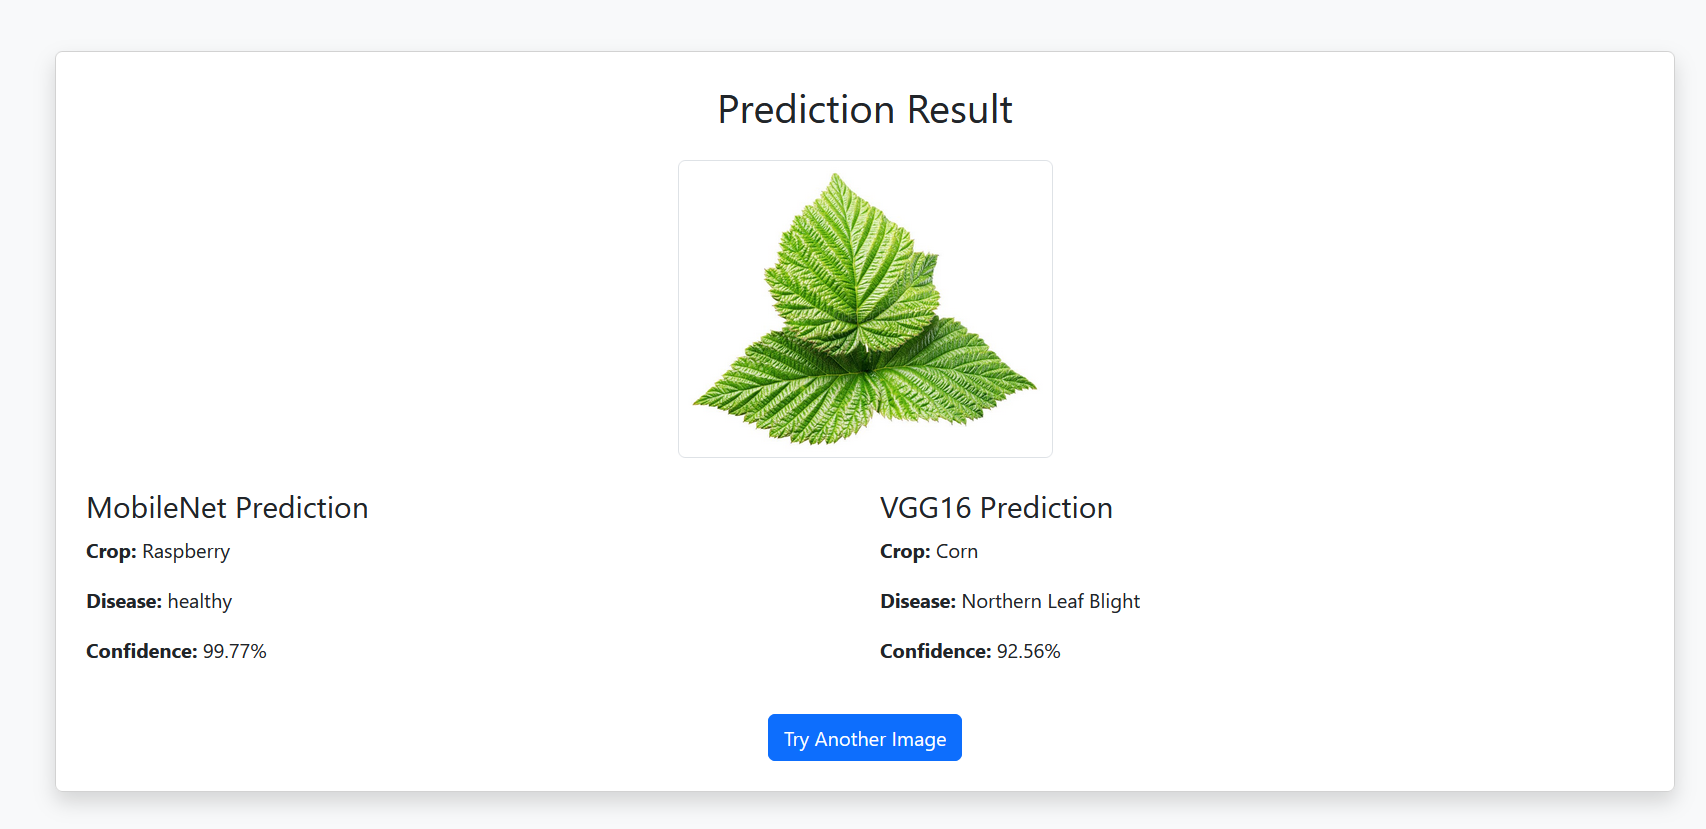 Prediction Result
MobileNet Prediction
Crop: Raspberry
Disease: healthy
Confidence: 99.77%
VGG16 Prediction
Crop: Corn
Disease: Northern Leaf Blight
Confidence: 92.56%
Try Another Image